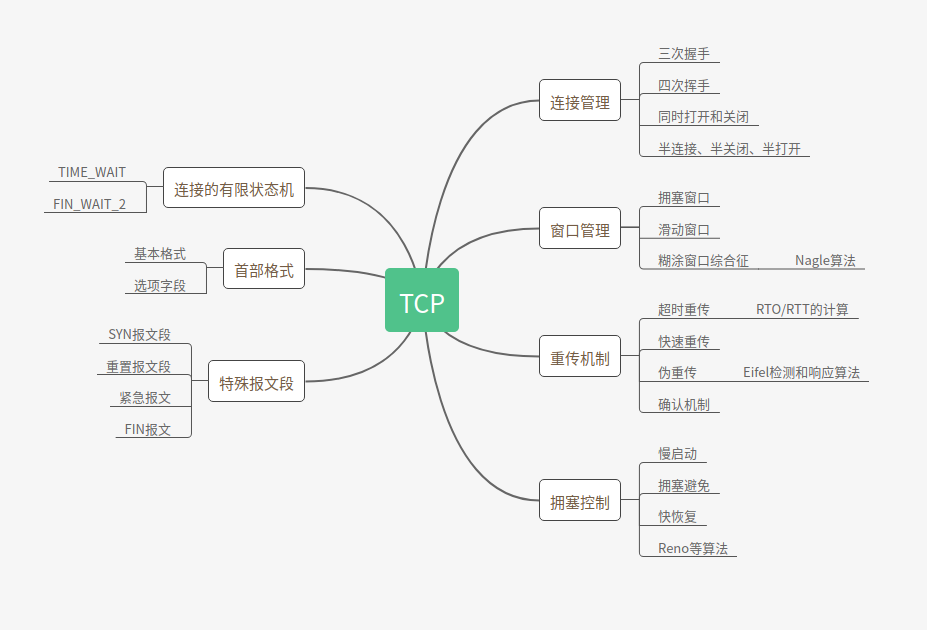 TCP
连接管理
三次握手
四次挥手
同时打开和关闭
半连接、半关闭、半打开
窗口管理
拥塞窗口
滑动窗口
糊涂窗口综合征
Nagle算法
重传机制
超时重传
RTO/RTT的计算
快速重传
伪重传
Eifel检测和响应算法
确认机制
拥塞控制
慢启动
拥塞避免
快恢复
Reno等算法
连接的有限状态机
TIME_WAIT
FIN_WAIT_2
首部格式
基本格式
选项字段
特殊报文段
SYN报文段
重置报文段
紧急报文
FIN报文